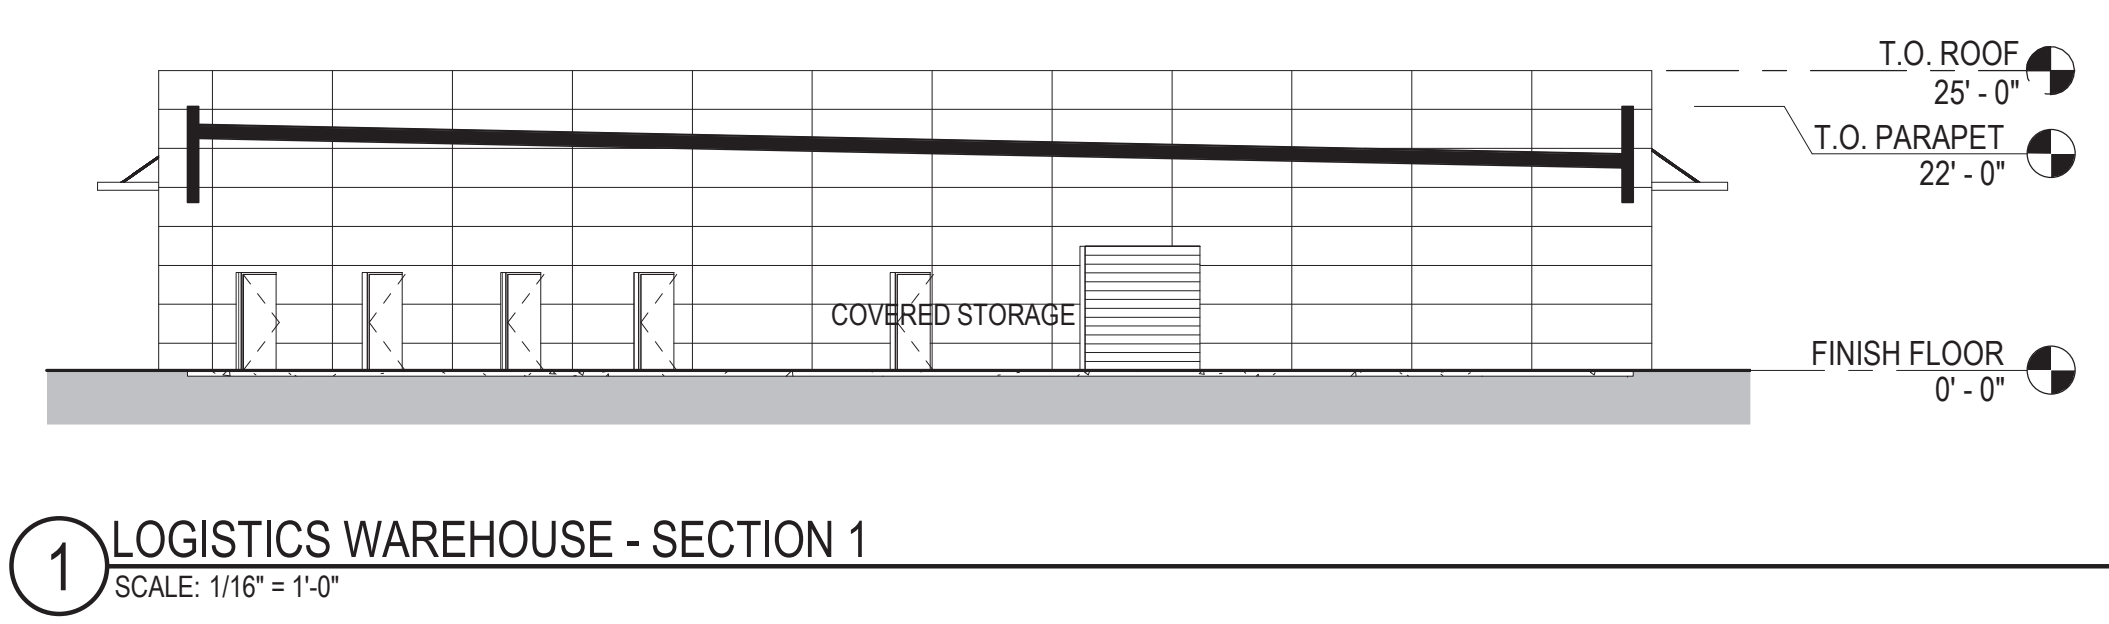 T.O. ROOF
25' - 0"
T.O. PARAPET
22' - 0"
COVERED STORAGE
FINISH FLOOR
0' - 0"
1
LOGISTICS WAREHOUSE - SECTION 1
SCALE: 1/16" = 1'-0"